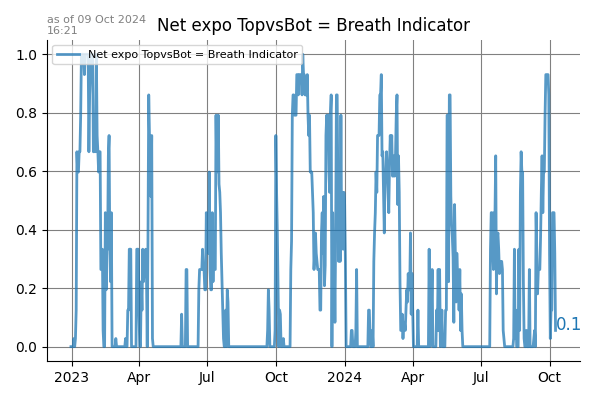 as of 09 Oct 2024
16:21
Net expo TopvsBot = Breath Indicator
Net expo TopvsBot = Breath Indicator
1.0
0.8
0.6
0.4
0.2
0.0
0.1
2023
Apr
Jul
Oct
2024
Apr
Jul
Oct